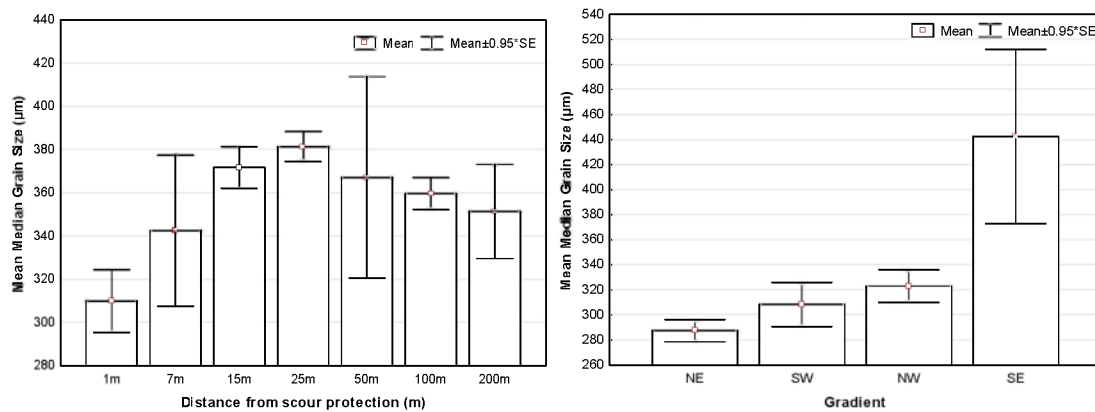 440
420
400
380
360
340
320
300
280
Mean Median Grain Size (µm)
Mean
Mean±0.95*SE
1m 7m 15m 25m 50m 100m 200m
Distance from scour protection (m)
540
520
500
480
460
440
420
400
380
360
340
320
300
280
260
Mean Median Grain Size (µm)
Mean
Mean±0.95*SE
NE SW NW SE
Gradient